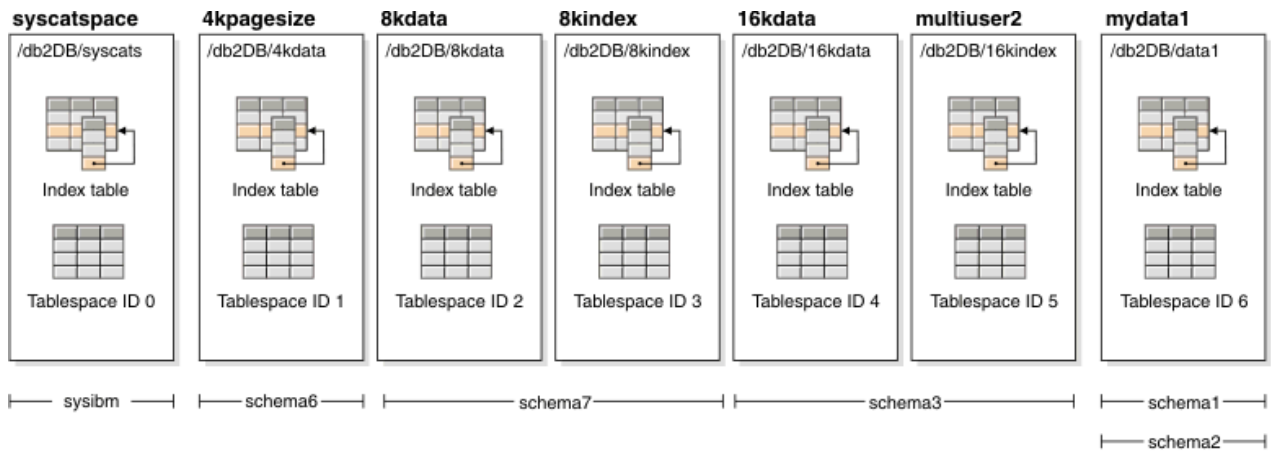 syscatspace 4kpagesize 8kdata 8kindex 16kdata multiuser2 mydata1
/db2DB/syscats /db2DB/4kdata /db2DB/8kdata /db2DB/8kindex /db2DB/16kdata /db2DB/16kindex /db2DB/data1
Index table Index table Index table Index table Index table Index table Index table
Tablespace ID 0 Tablespace ID 1 Tablespace ID 2 Tablespace ID 3 Tablespace ID 4 Tablespace ID 5 Tablespace ID 6
sysibm schema6 schema7 schema3 schema1
schema2